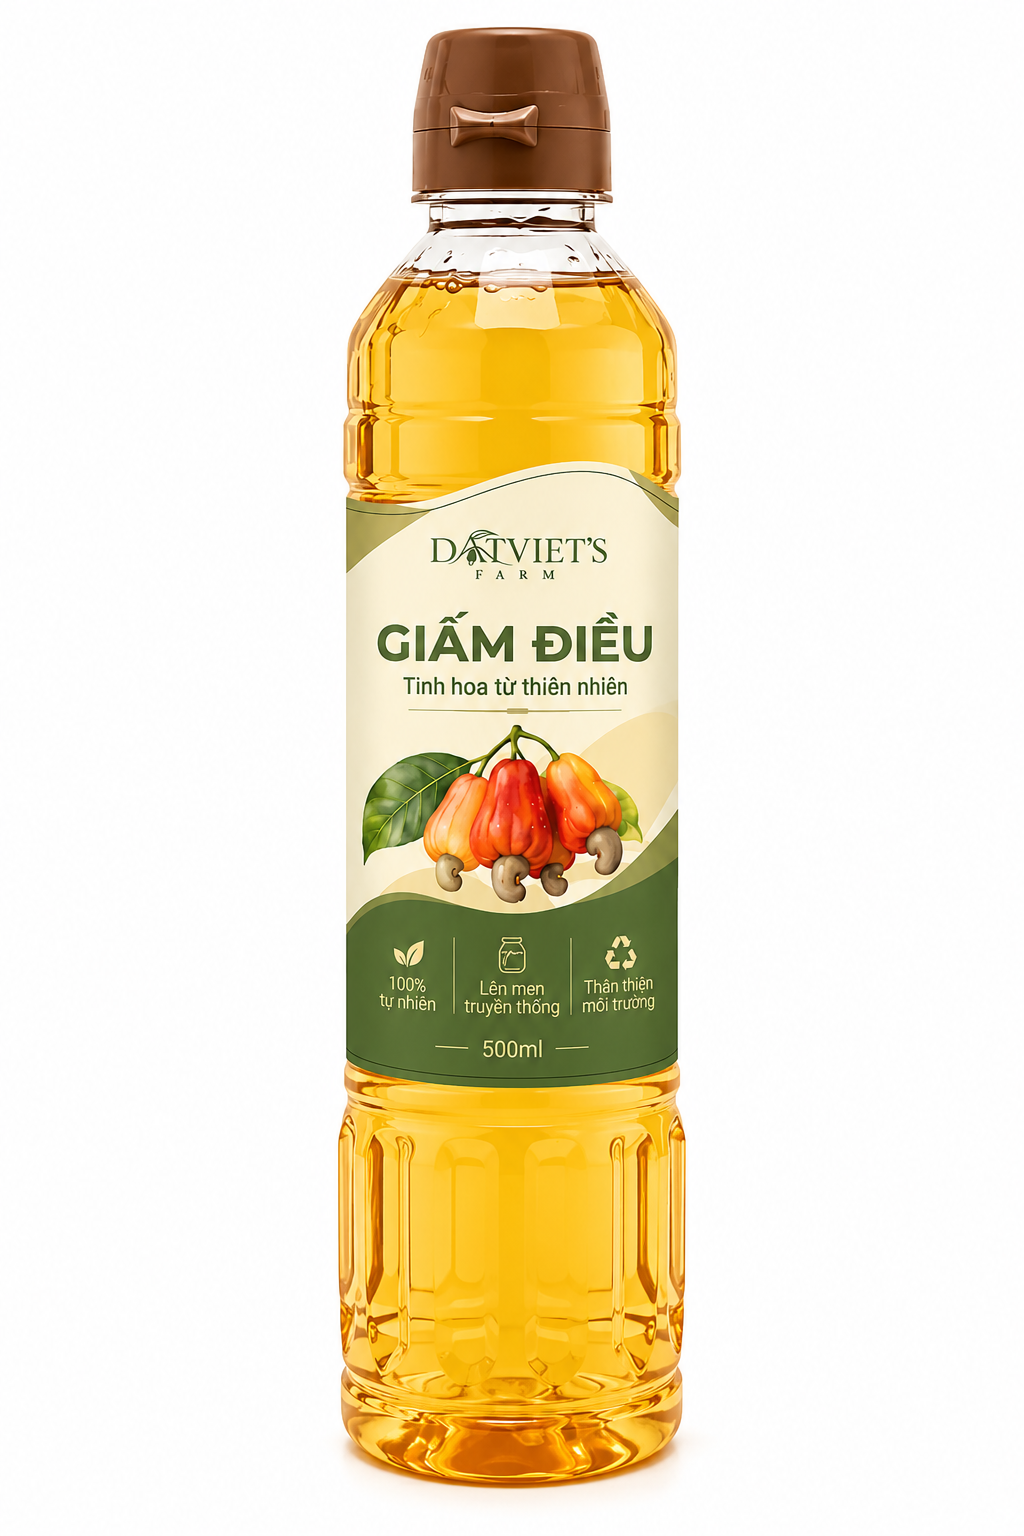 DATVIET'S
FARM
GIẤM ĐIỀU
Tinh hoa từ thiên nhiên
100%
tự nhiên
Lên men
truyền thống
Thân thiện
môi trường
500ml